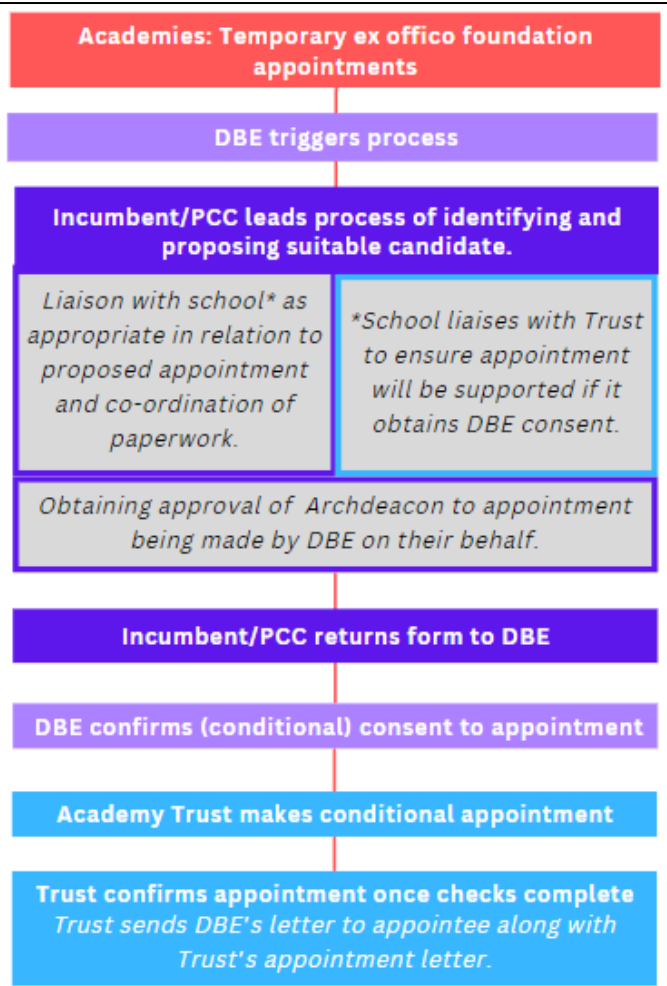 Academies: Temporary ex offico foundation
appointments
DBE triggers process
Incumbent/PCC leads process of identifying and
proposing suitable candidate.
Liaison with school* as
appropriate in relation to
proposed appointment
and co-ordination of
paperwork.
*School liaises with Trust
to ensure appointment
will be supported if it
obtains DBE consent.
Obtaining approval of Archdeacon to appointment
being made by DBE on their behalf.
Incumbent/PCC returns form to DBE
DBE confirms (conditional) consent to appointment
Academy Trust makes conditional appointment
Trust confirms appointment once checks complete
Trust sends DBE's letter to appointee along with
Trust's appointment letter.